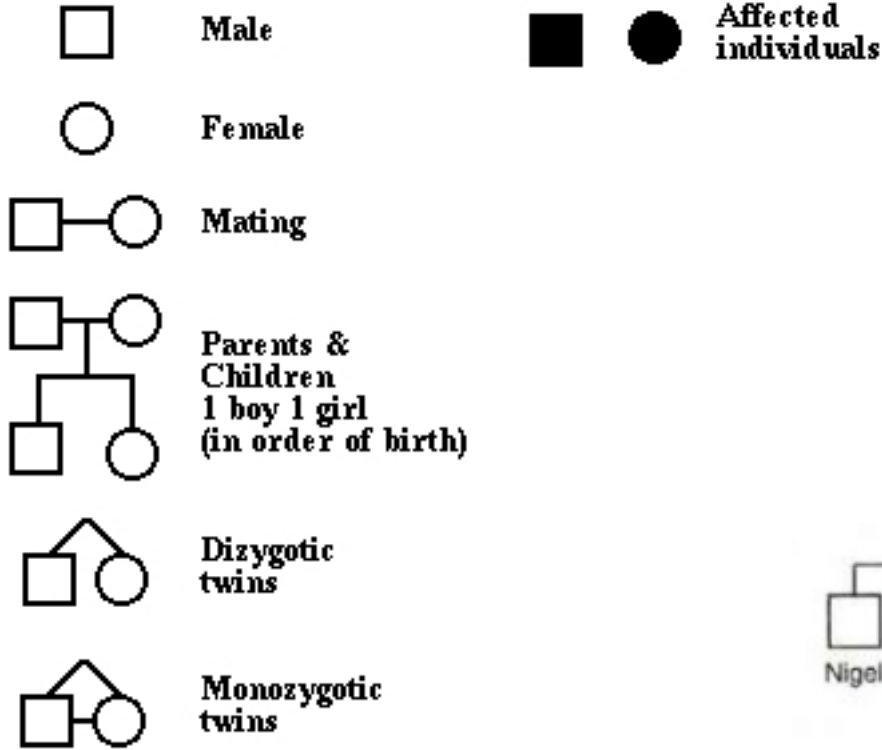 Male
Affected
individuals
Female
Mating
Parents &
Children
1 boy 1 girl
(in order of birth)
Dizygotic
twins
Monozygotic
twins
Nigel